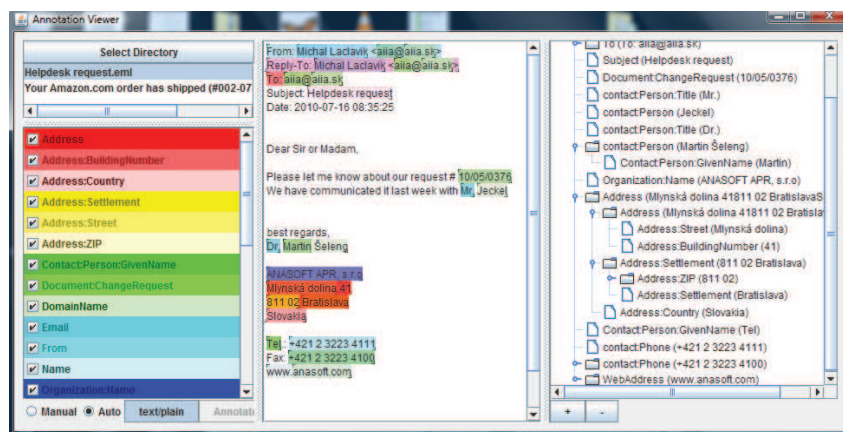 Annotation Viewer
Select Directory
Helpdesk request.eml
Your Amazon.com order has shipped (#002-07
Address
Address:BuildingNumber
Address:Country
Address:Settlement
Address:Street
Address:ZIP
Contact:Person:GivenName
Document:ChangeRequest
DomainName
Email
From
Name
Organization:Name
Manual Auto text/plain Annotat
From: Michal Laclavik <aiia@aiia.sk>
Reply-To: Michal Laclavik <aiia@aiia.sk>
To: aiia@aiia.sk
Subject: Helpdesk request
Date: 2010-07-16 08:35:25
Dear Sir or Madam,
Please let me know about our request # 10/05/0376
We have communicated it last week with Mr. Jeckel
best regards,
Dr. Martin Šeleng
ANASOFT APR, s.r.o
Mlynská dolina 41
811 02 Bratislava
Slovakia
Tel.: +421 2 3223 4111
Fax: +421 2 3223 4100
www.anasoft.com
To (To: aiia@aiia.sk)
Subject (Helpdesk request)
Document:ChangeRequest (10/05/0376)
contact:Person:Title (Mr.)
contact:Person (Jeckel)
contact:Person:Title (Dr.)
contact:Person (Martin Šeleng)
Contact:Person:GivenName (Martin)
Organization:Name (ANASOFT APR, s.r.o)
Address (Mlynská dolina 41811 02 BratislavaS
Address (Mlynská dolina 41811 02 Bratislav
Address:Street (Mlynská dolina)
Address:BuildingNumber (41)
Address:Settlement (811 02 Bratislava)
Address:ZIP (811 02)
Address:Settlement (Bratislava)
Address:Country (Slovakia)
Contact:Person:GivenName (Tel)
contact:Phone (+421 2 3223 4111)
contact:Phone (+421 2 3223 4100)
WebAddress (www.anasoft.com)
+ -